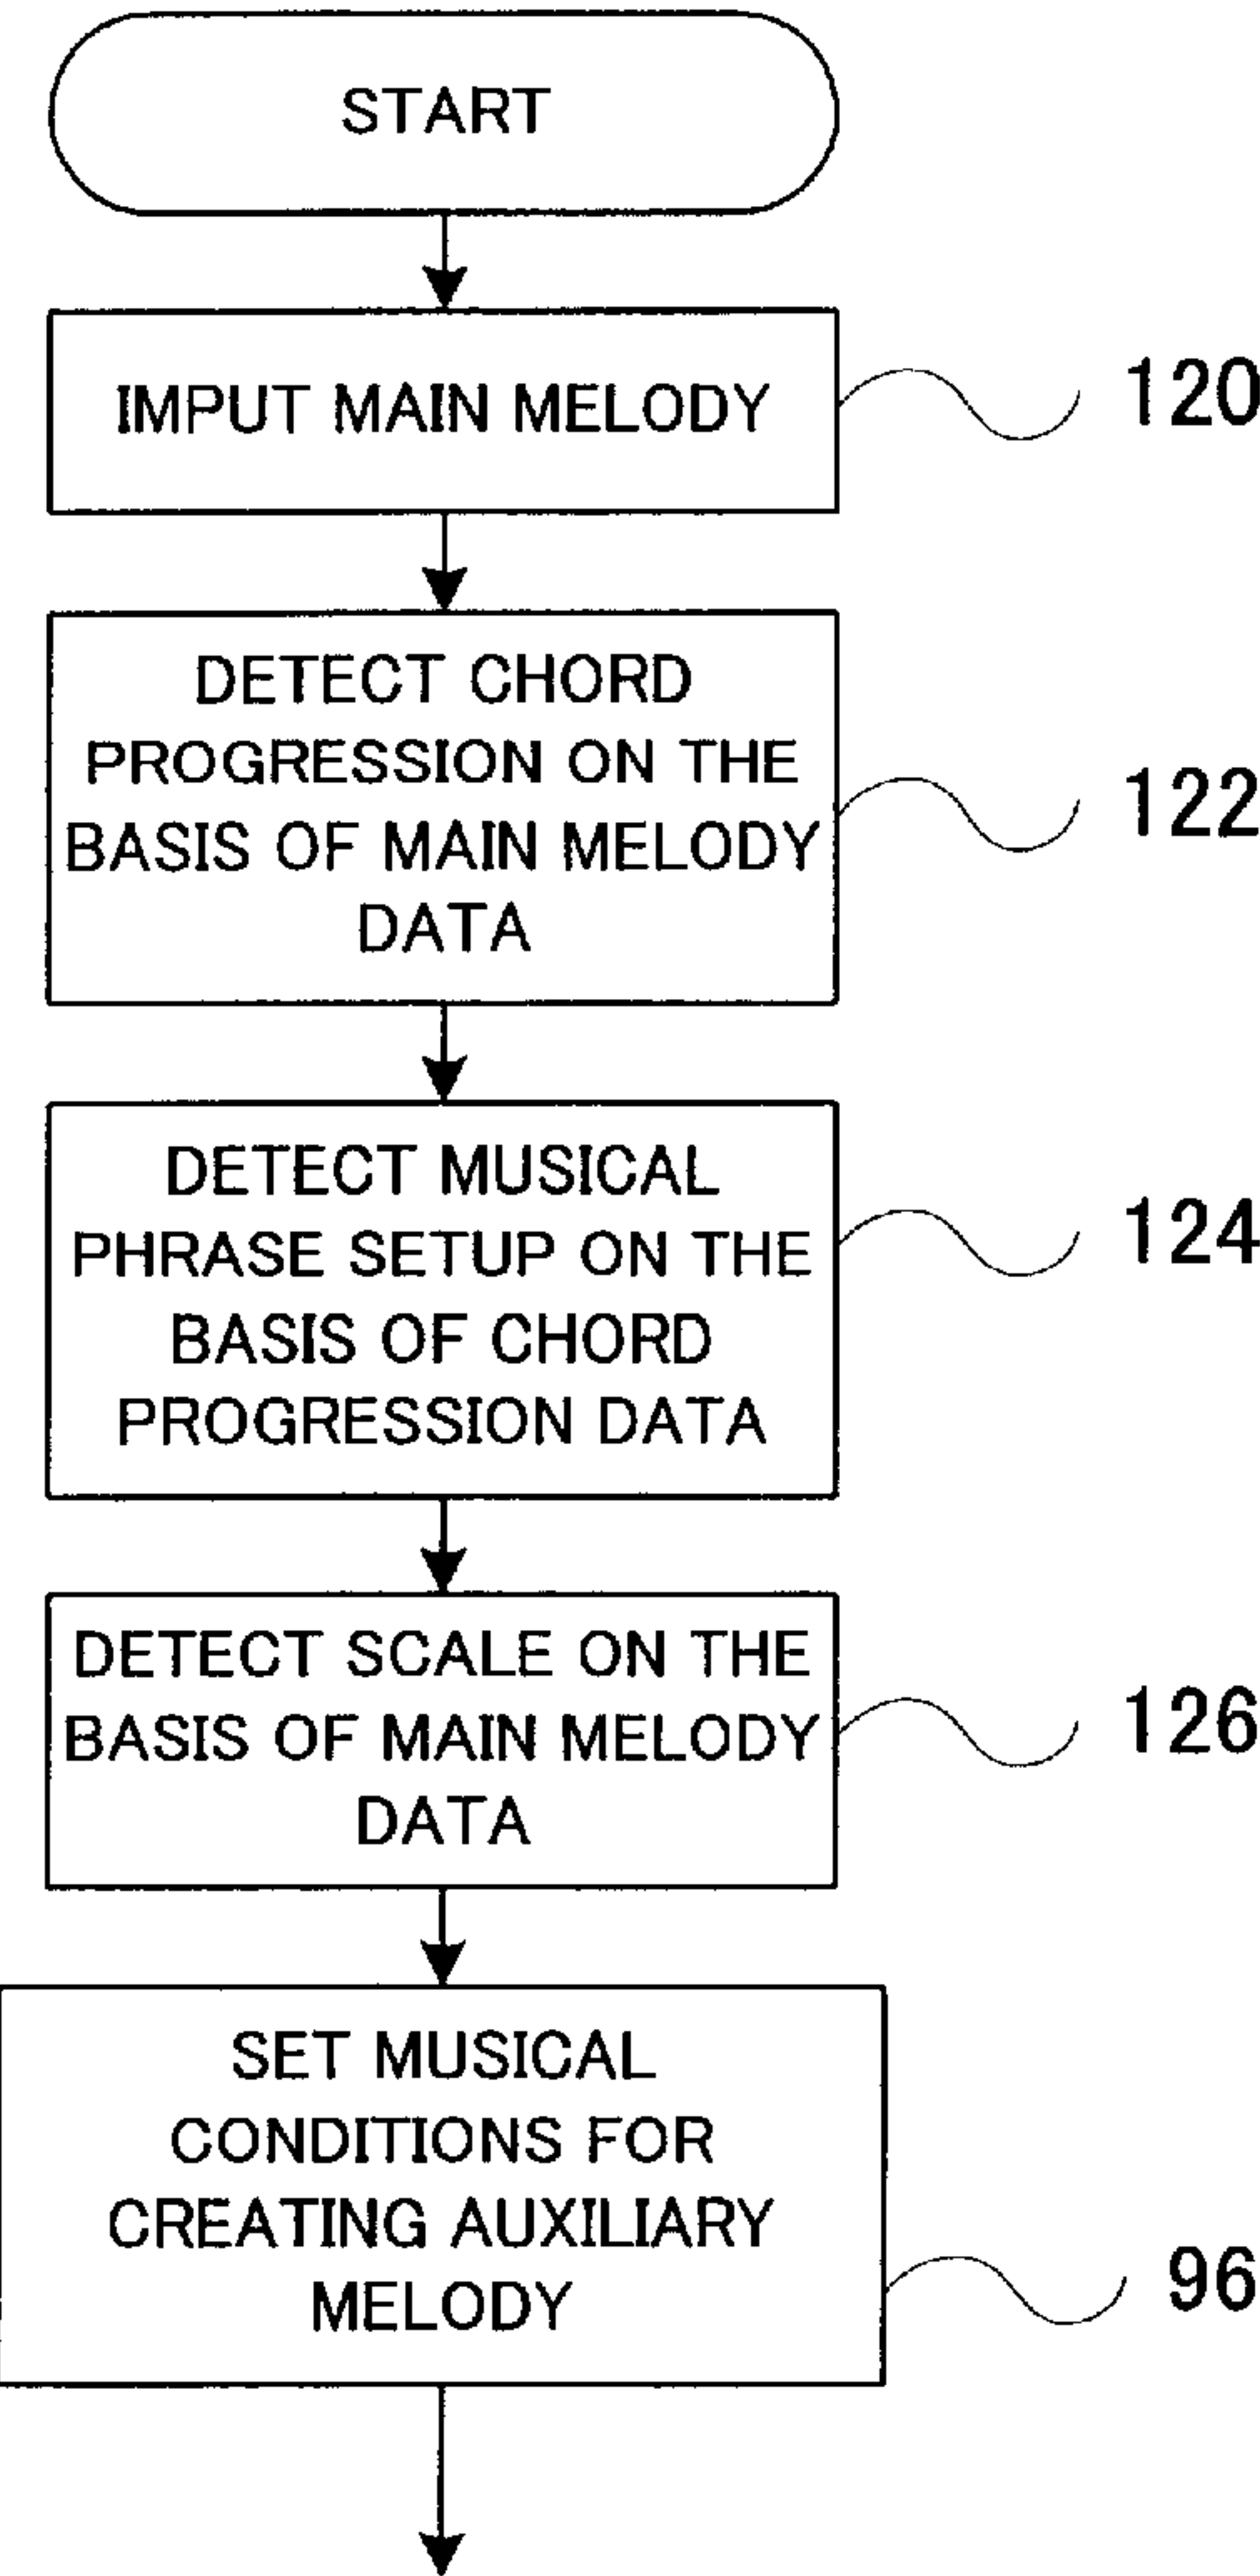 START
IMPUT MAIN MELODY
120
DETECT CHORD
PROGRESSION ON THE
BASIS OF MAIN MELODY
DATA
122
DETECT MUSICAL
PHRASE SETUP ON THE
BASIS OF CHORD
PROGRESSION DATA
124
DETECT SCALE ON THE
BASIS OF MAIN MELODY
DATA
126
SET MUSICAL
CONDITIONS FOR
CREATING AUXILIARY
MELODY
96